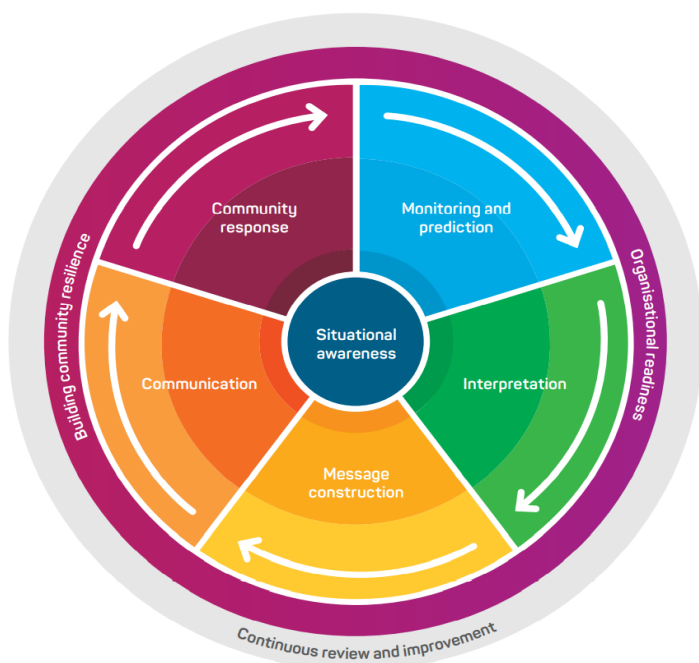 Community
response
Monitoring and
prediction
Building community resilience
Organisational readiness
Situational
awareness
Communication
Interpretation
Message
construction
Continuous review and improvement